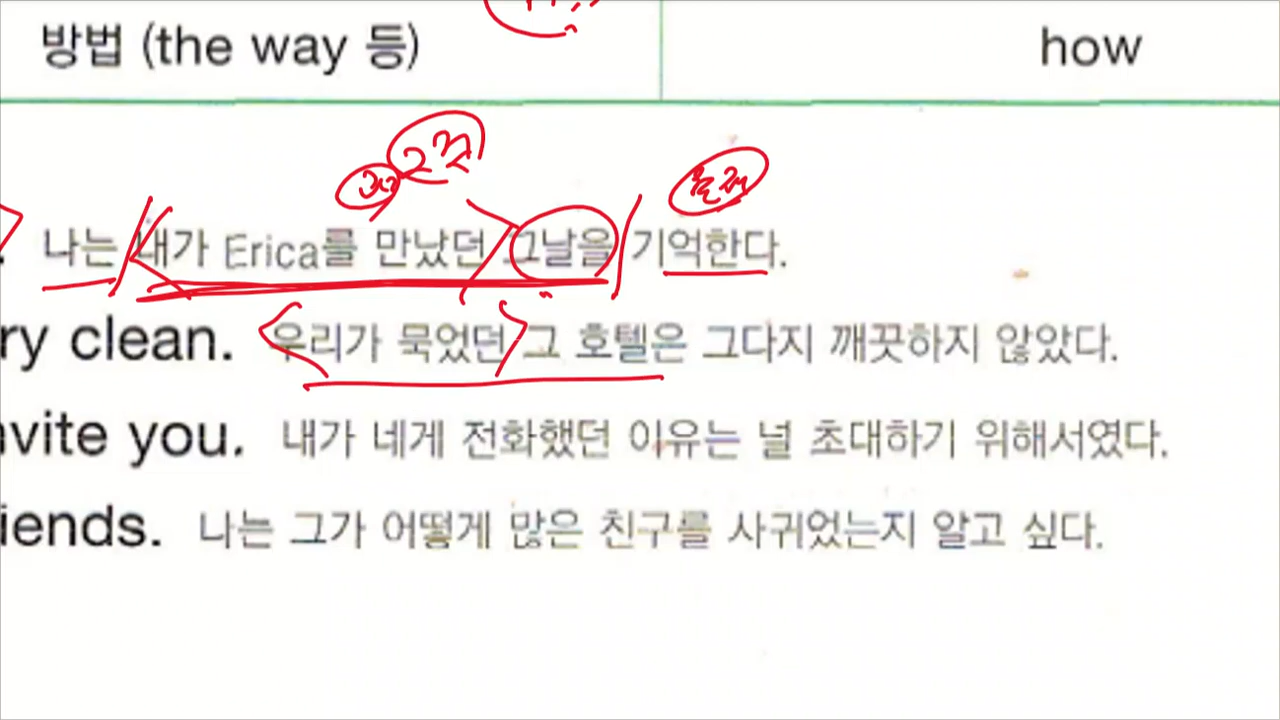 방법 (the way 등) how
나는 내가 Erica를 만났던 그날을 기억한다.
ry clean. 우리가 묵었던 그 호텔은 그다지 깨끗하지 않았다.
nvite you. 내가 네게 전화했던 이유는 널 초대하기 위해서였다.
iends. 나는 그가 어떻게 많은 친구를 사귀었는지 알고 싶다.